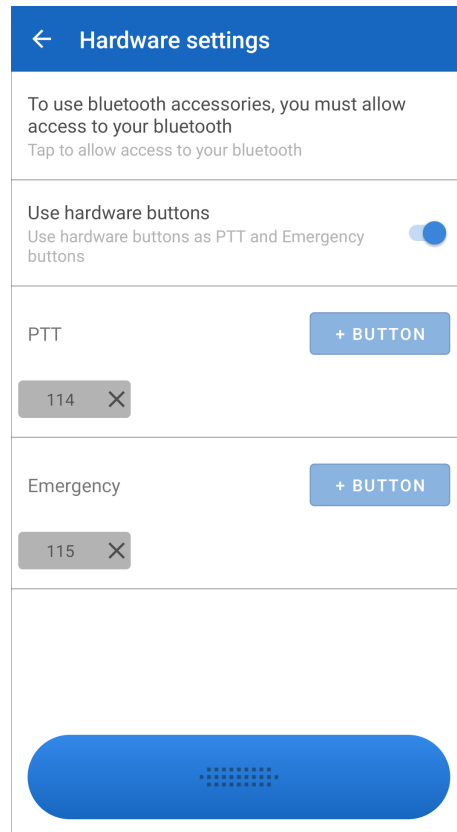 Hardware settings
To use bluetooth accessories, you must allow
access to your bluetooth
Tap to allow access to your bluetooth
Use hardware buttons
Use hardware buttons as PTT and Emergency
buttons
PTT
+ BUTTON
114
Emergency
+ BUTTON
115